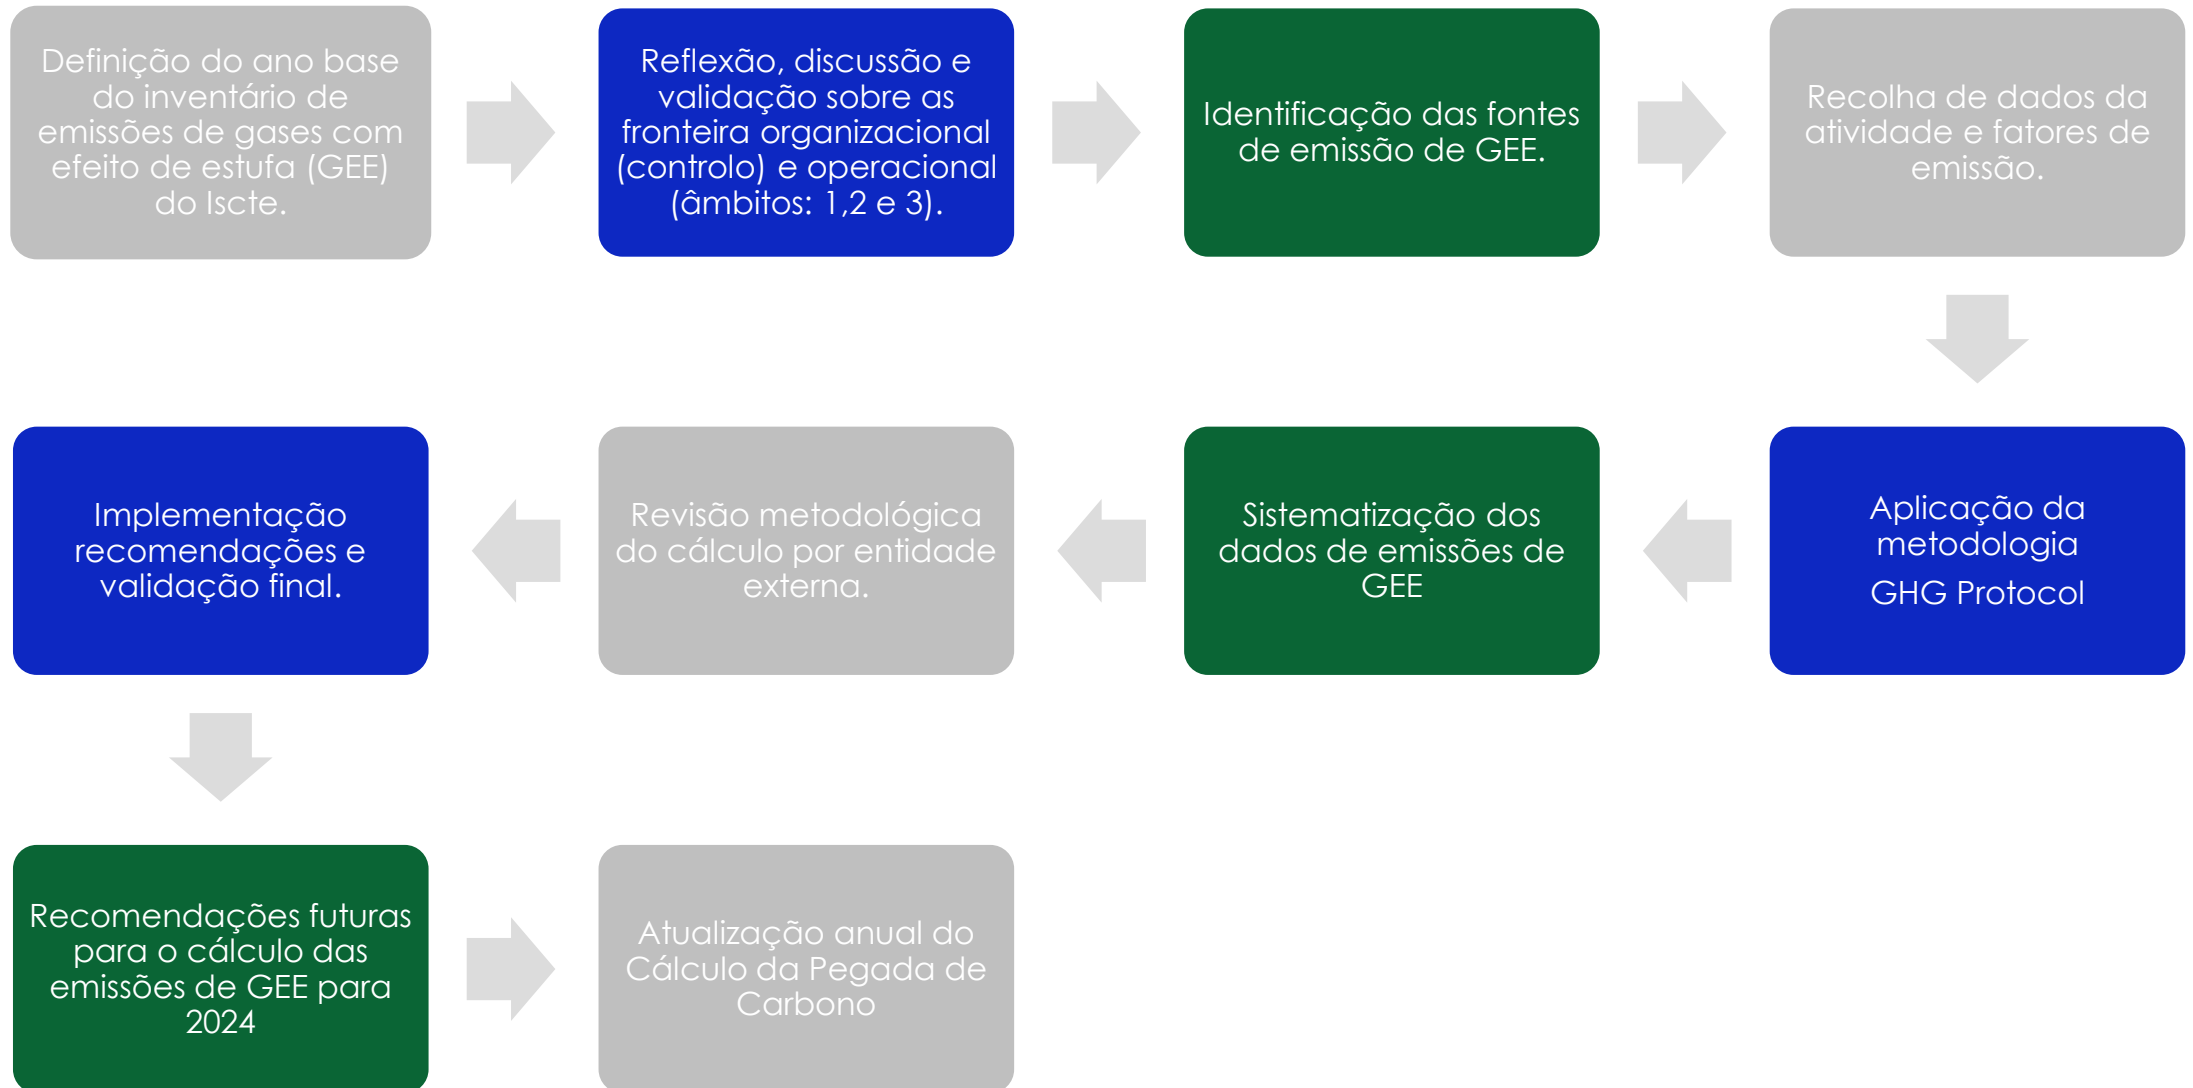 Definição do ano base
do inventário de
emissões de gases com
efeito de estufa (GEE)
do Iscte.
Reflexão, discussão e
validação sobre as
fronteira organizacional
(controlo) e operacional
(âmbitos: 1,2 e 3).
Identificação das fontes
de emissão de GEE.
Recolha de dados da
atividade e fatores de
emissão.
Aplicação da
metodologia
GHG Protocol
Sistematização dos
dados de emissões de
GEE
Revisão metodológica
do cálculo por entidade
externa.
Implementação
recomendações e
validação final.
Recomendações futuras
para o cálculo das
emissões de GEE para
2024
Atualização anual do
Cálculo da Pegada de
Carbono